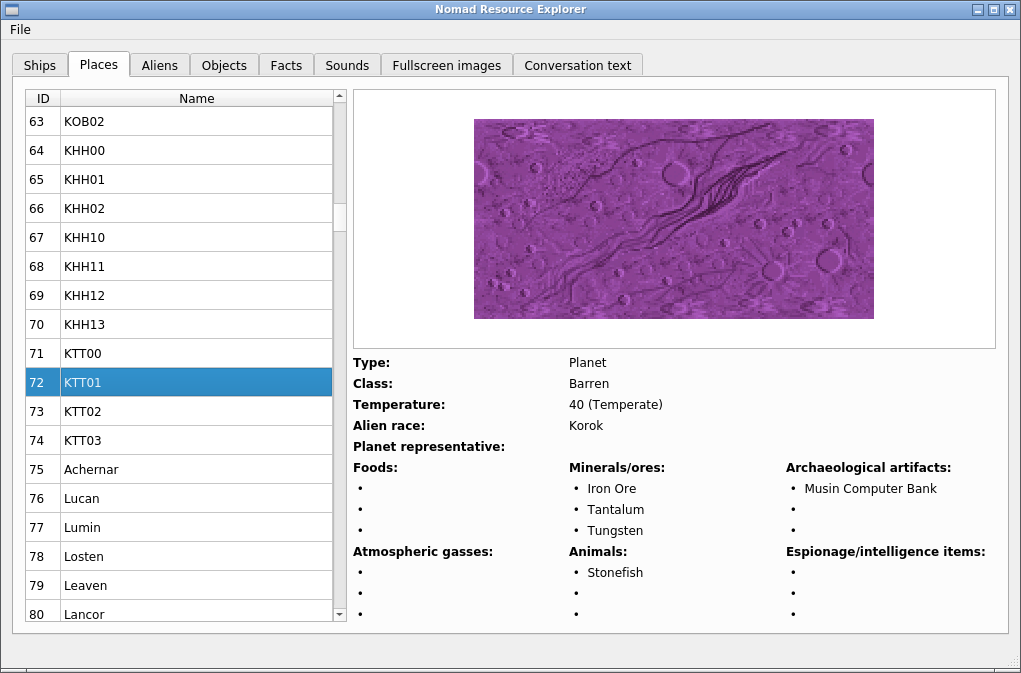 Nomad Resource Explorer
File
Ships Places Aliens Objects Facts Sounds Fullscreen images Conversation text
ID Name
63 KOB02
64 KHH00
65 KHH01
66 KHH02
67 KHH10
68 KHH11
69 KHH12
70 KHH13
71 KTT00
72 KTT01
73 KTT02
74 KTT03
75 Achernar
76 Lucan
77 Lumin
78 Losten
79 Leaven
80 Lancor
Type: Planet
Class: Barren
Temperature: 40 (Temperate)
Alien race: Korok
Planet representative:
Foods: Minerals/ores: Archaeological artifacts:
• • Iron Ore • Musin Computer Bank
• • Tantalum •
• • Tungsten •
Atmospheric gasses: Animals: Espionage/intelligence items:
• • Stonefish •
• • •
• • •